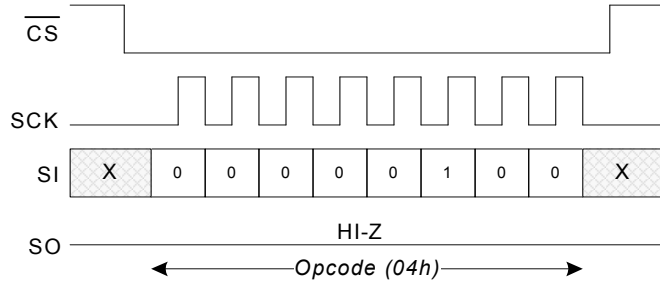 CS
SCK
SI X 0 0 0 0 0 1 0 0 X
SO HI-Z
Opcode (04h)